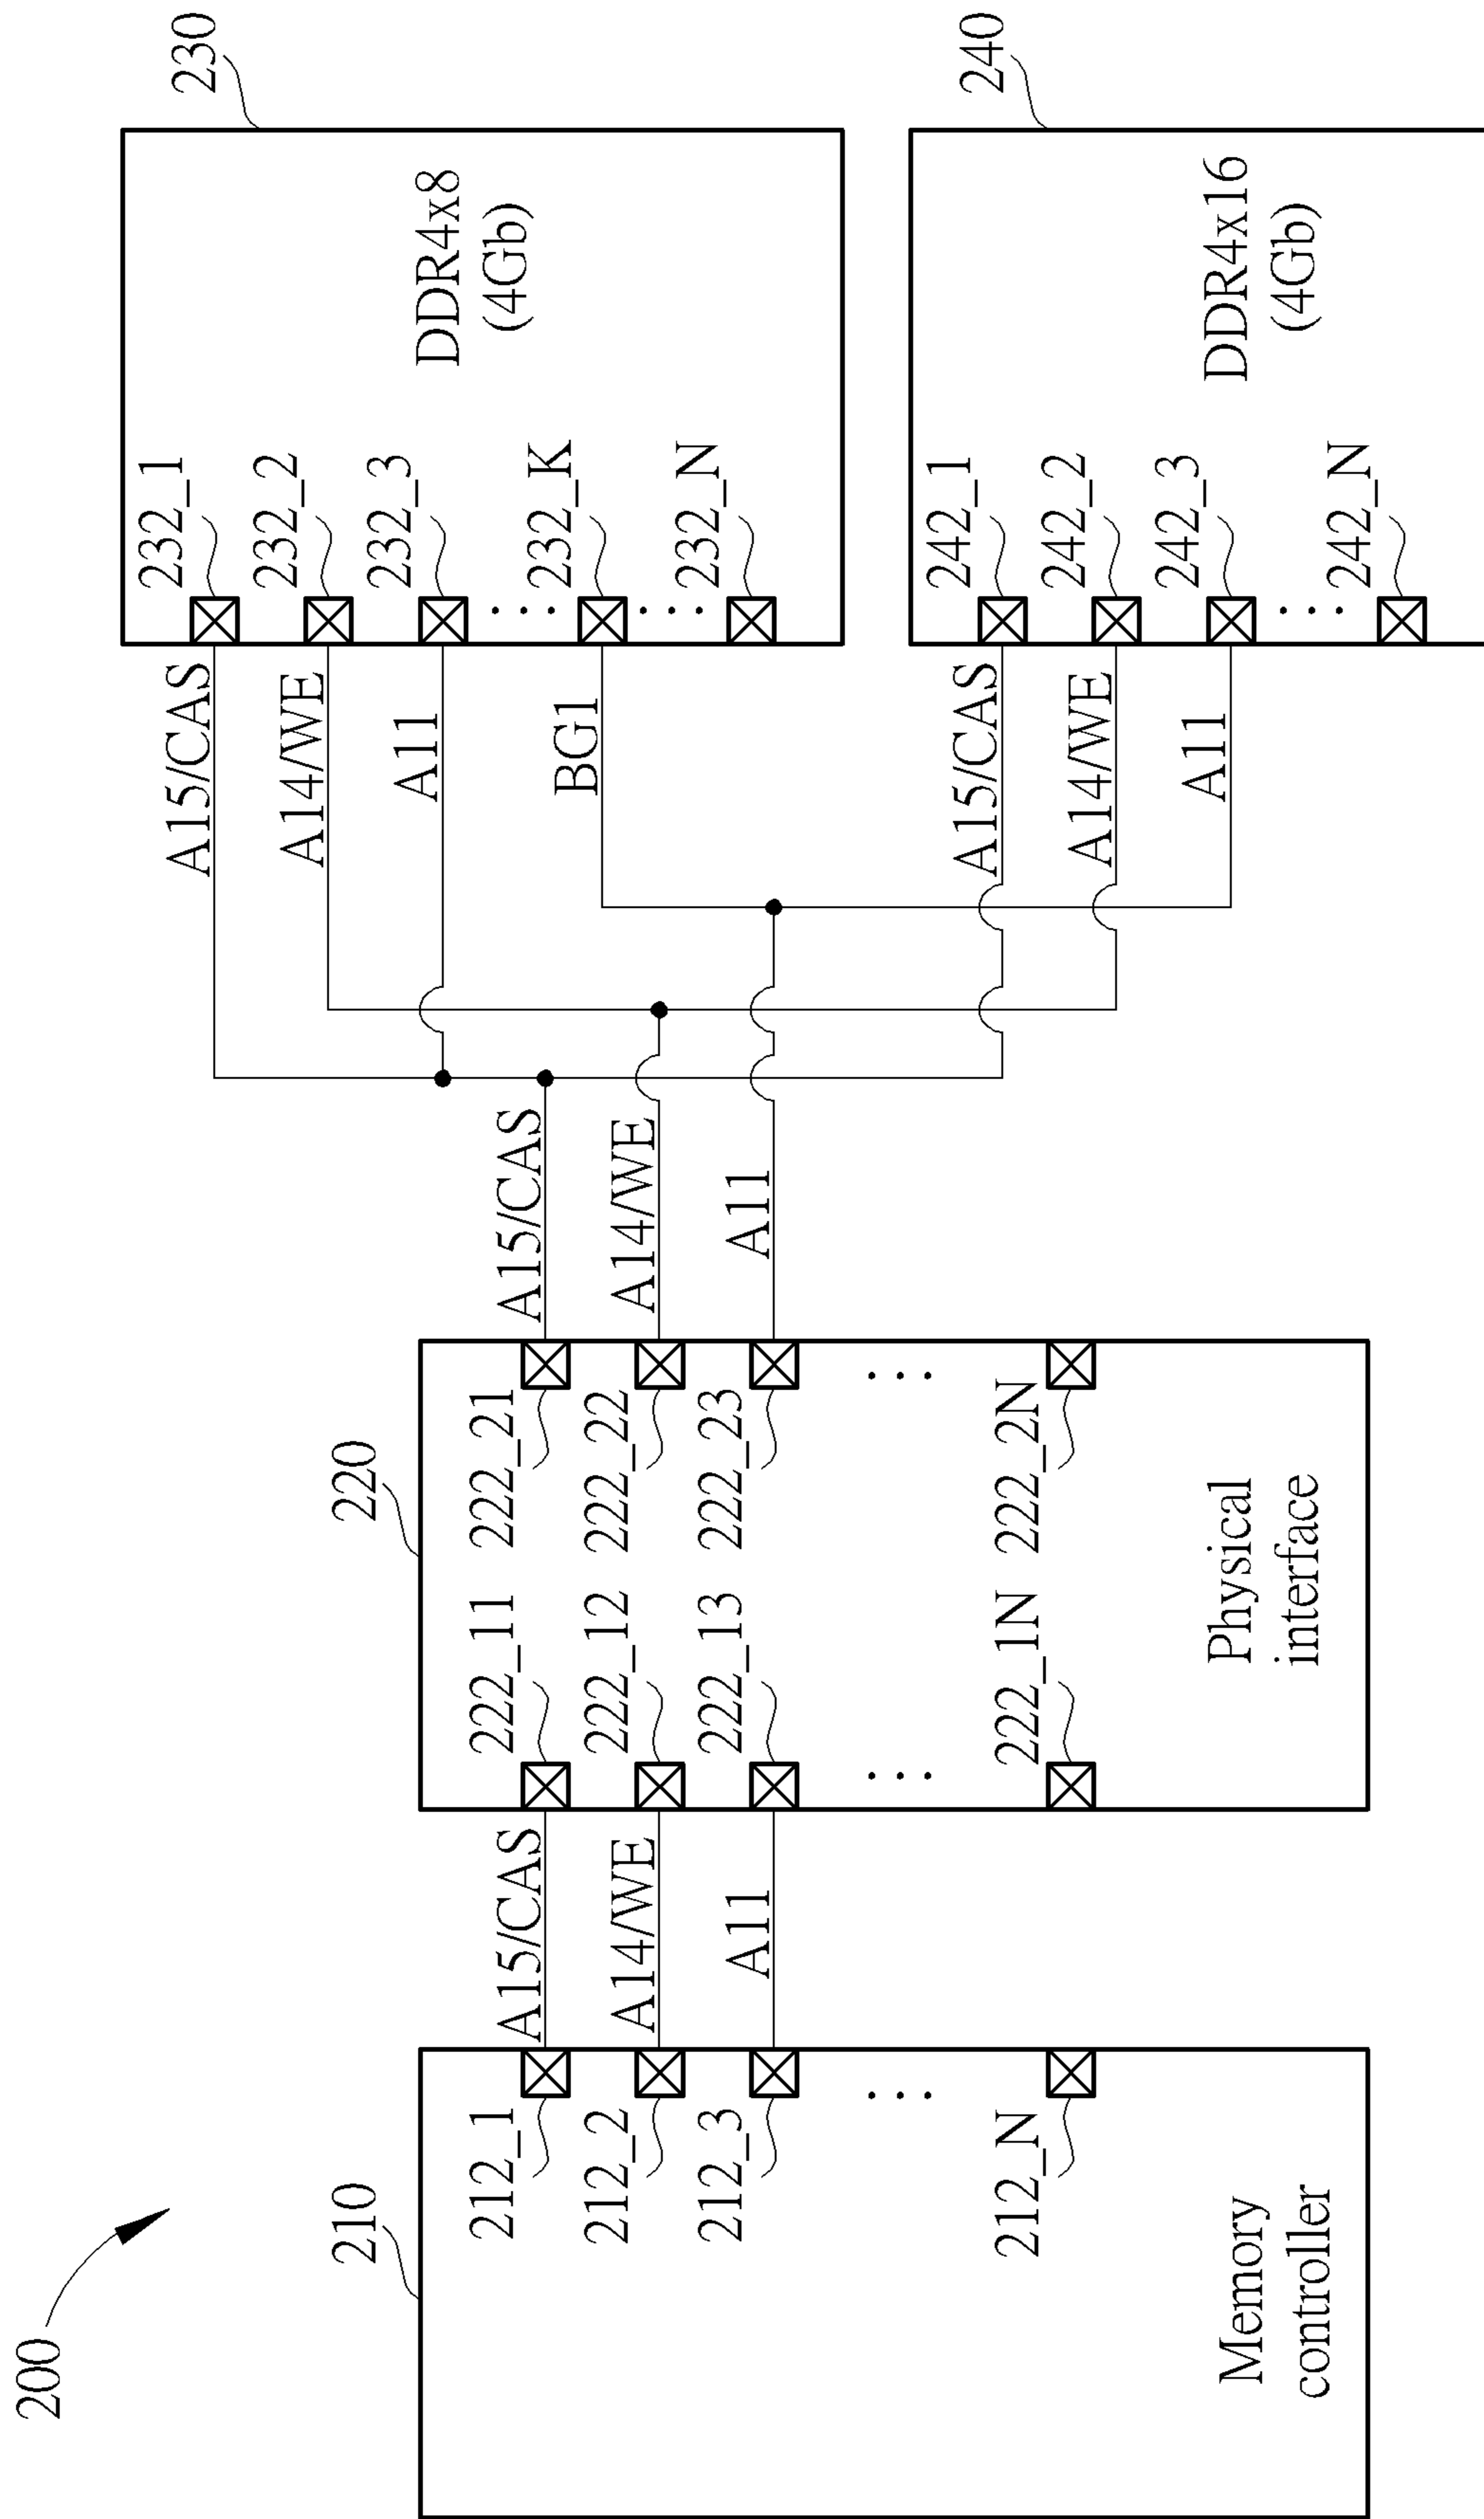 200
210
212_1
212_2
212_3
212_N
Memory
controller
A15/CAS
A14/WE
A11
220
222_11
222_12
222_13
222_1N
222_21
222_22
222_23
222_2N
Physical
interface
A15/CAS
A14/WE
A11
230
A15/CAS
A14/WE
A11
BG1
232_1
232_2
232_3
232_K
232_N
DDR4x8
(4Gb)
240
A15/CAS
A14/WE
A11
242_1
242_2
242_3
242_N
DDR4x16
(4Gb)